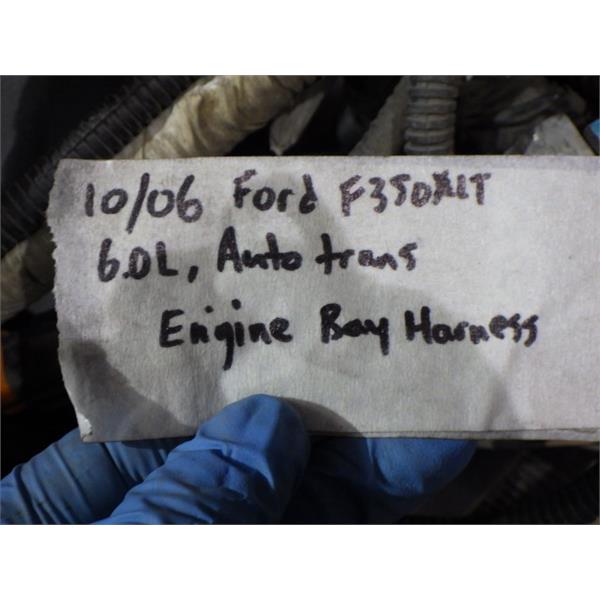 10/06 Ford F350XLT
6.0L, Auto trans
Engine Bay Harness